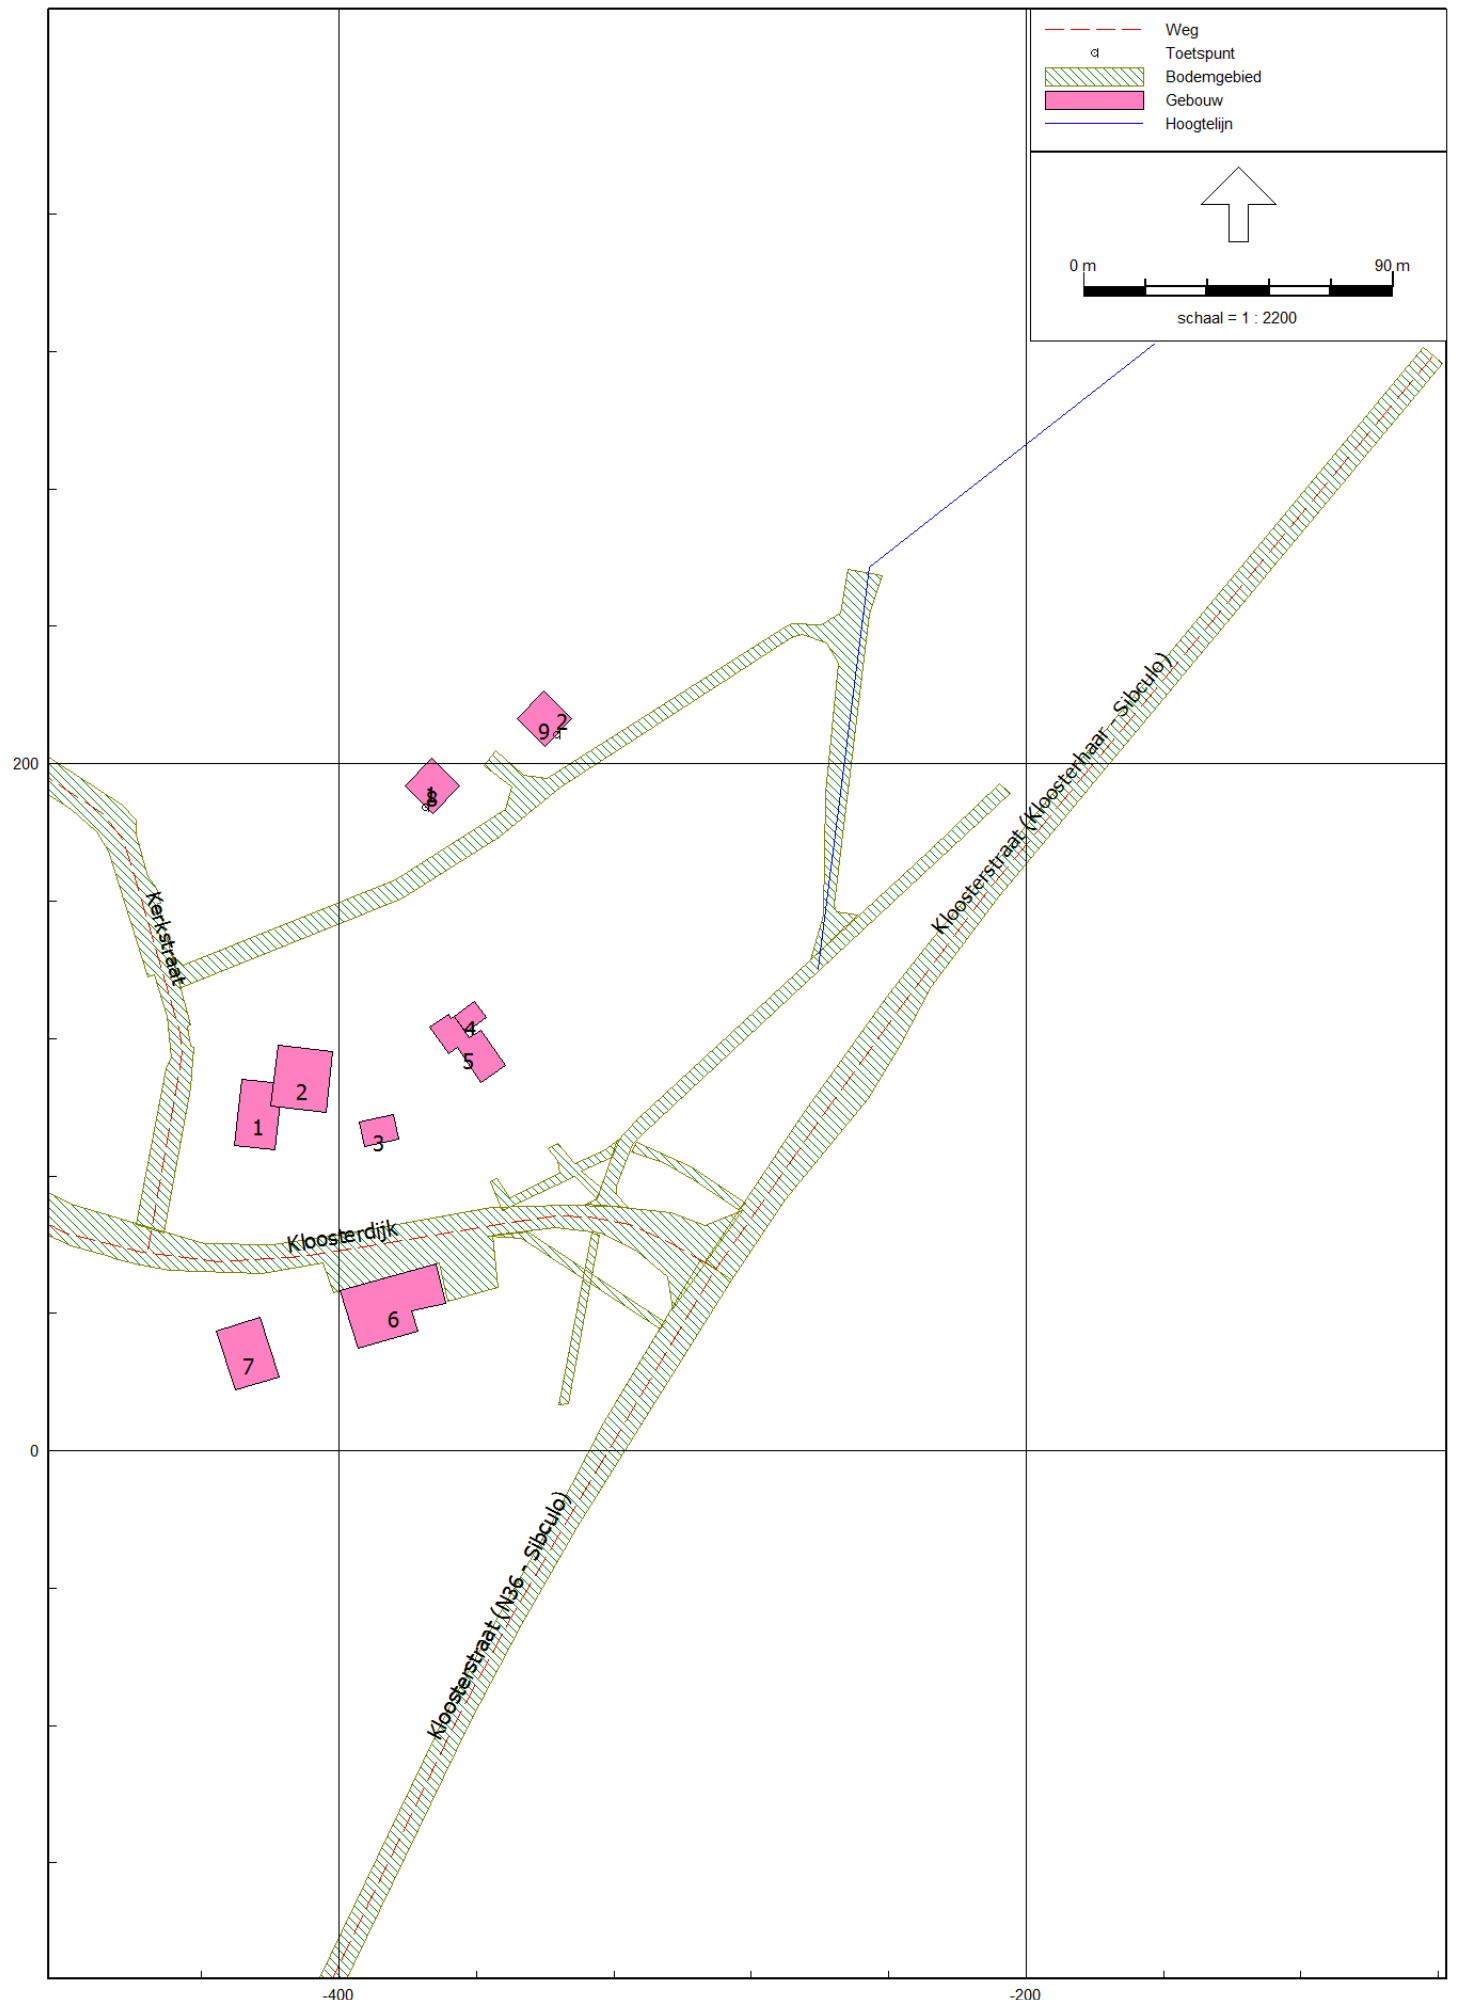 Weg
Toetspunt
Bodemgebied
Gebouw
Hoogtelijn
0 m 90 m
schaal = 1 : 2200
Kloosterstraat (Kloosterhaar - Sibculo)
2
9
200
1
8
Kerkstraat
4
5
2
1
3
Kloosterdijk
6
7
0
Kloosterstraat (N36 - Sibculo)
-400 -200